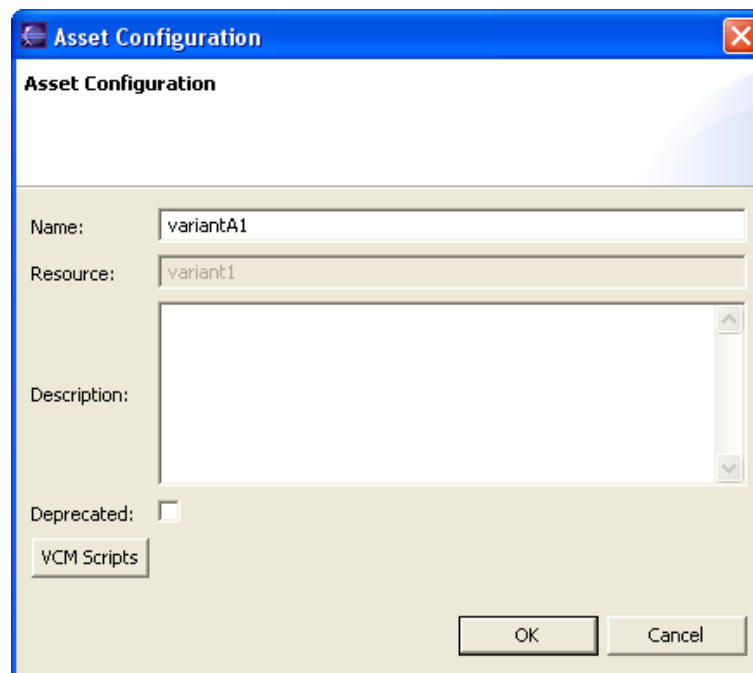 Asset Configuration
Asset Configuration
Name: variantA1
Resource: variant1
Description:
Deprecated:
VCM Scripts
OK Cancel